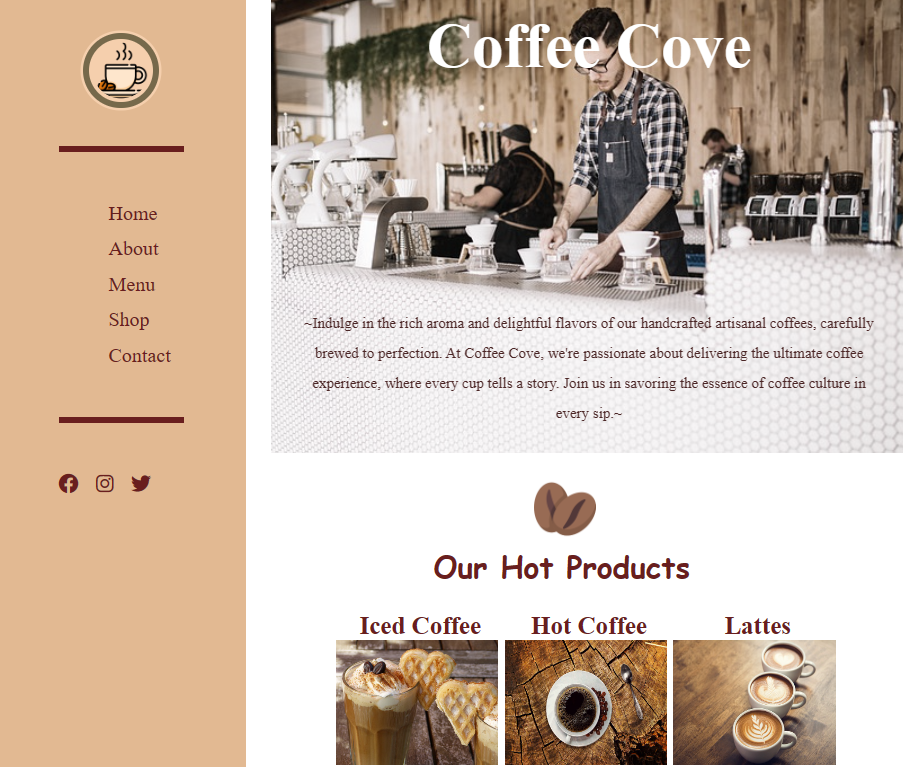 Coffee Cove
Home
About
Menu
Shop
Contact
~Indulge in the rich aroma and delightful flavors of our handcrafted artisanal coffees, carefully
brewed to perfection. At Coffee Cove, we're passionate about delivering the ultimate coffee
experience, where every cup tells a story. Join us in savoring the essence of coffee culture in
every sip.~
Our Hot Products
Iced Coffee
Hot Coffee
Lattes